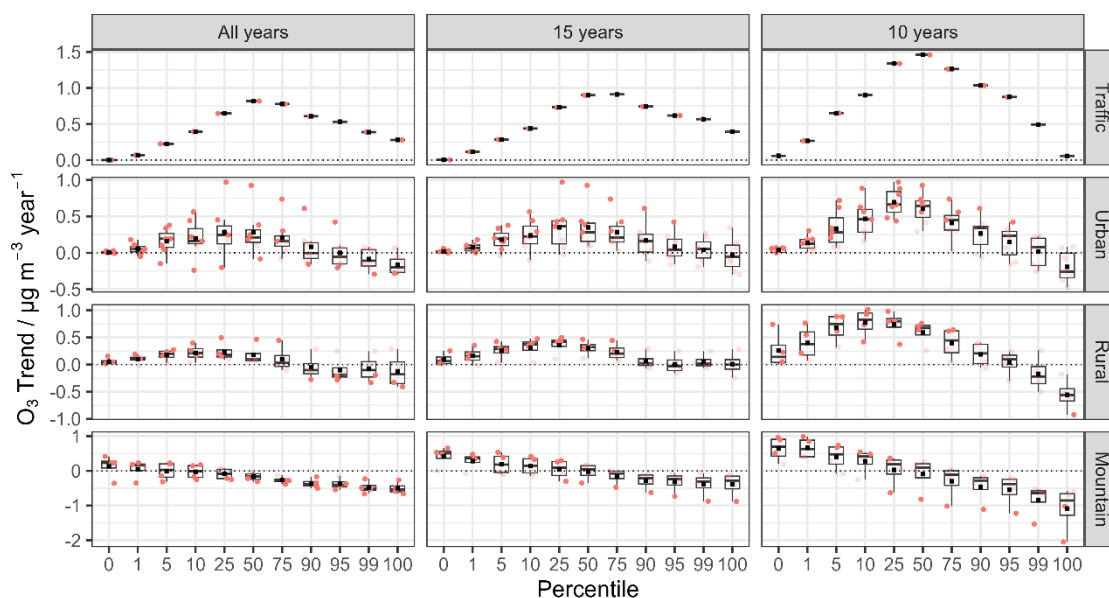 All years 15 years 10 years
1.5
1.0
0.5
0.0
Traffic
1.0
0.5
0.0
-0.5
Urban
1.0
0.5
0.0
-0.5
-1.0
Rural
1
0
-1
-2
Mountain
O₃ Trend / µg m⁻³ year⁻¹
0 1 5 10 25 50 75 90 95 99 100 0 1 5 10 25 50 75 90 95 99 100 0 1 5 10 25 50 75 90 95 99 100
Percentile